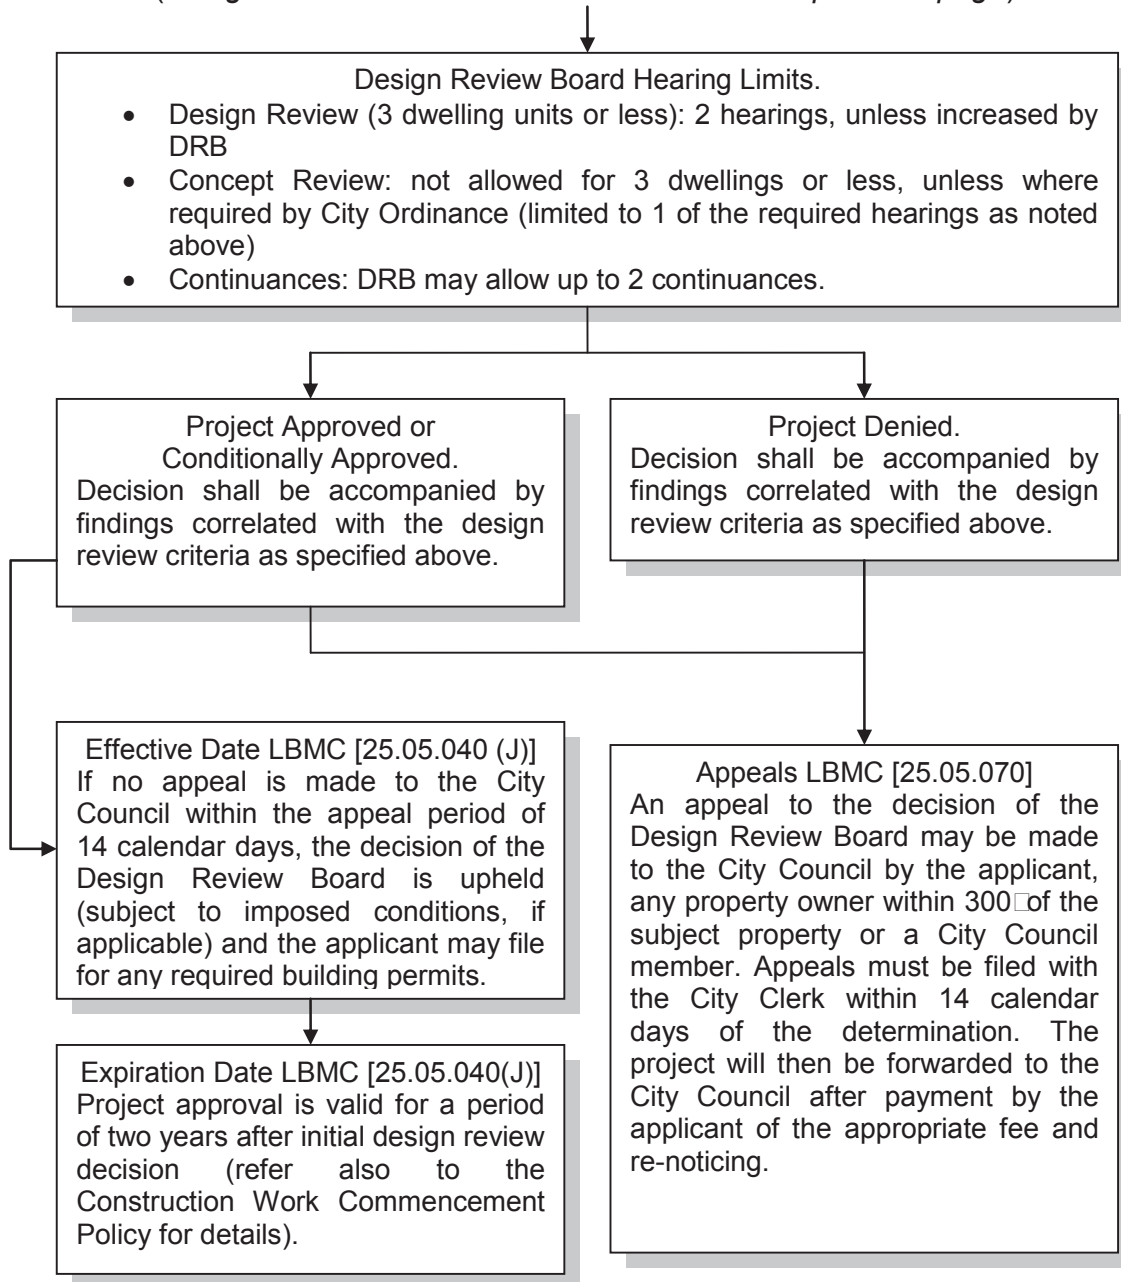 Design Review Board Hearing Limits.
• Design Review (3 dwelling units or less): 2 hearings, unless increased by
DRB
• Concept Review: not allowed for 3 dwellings or less, unless where
required by City Ordinance (limited to 1 of the required hearings as noted
above)
• Continuances: DRB may allow up to 2 continuances.
Project Approved or
Conditionally Approved.
Decision shall be accompanied by
findings correlated with the design
review criteria as specified above.
Project Denied.
Decision shall be accompanied by
findings correlated with the design
review criteria as specified above.
Effective Date LBMC [25.05.040 (J)]
If no appeal is made to the City
Council within the appeal period of
14 calendar days, the decision of the
Design Review Board is upheld
(subject to imposed conditions, if
applicable) and the applicant may file
for any required building permits.
Expiration Date LBMC [25.05.040(J)]
Project approval is valid for a period
of two years after initial design review
decision (refer also to the
Construction Work Commencement
Policy for details).
Appeals LBMC [25.05.070]
An appeal to the decision of the
Design Review Board may be made
to the City Council by the applicant,
any property owner within 300□of the
subject property or a City Council
member. Appeals must be filed with
the City Clerk within 14 calendar
days of the determination. The
project will then be forwarded to the
City Council after payment by the
applicant of the appropriate fee and
re-noticing.